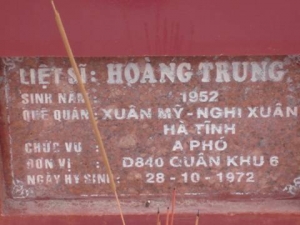 LIỆT SĨ: HOÀNG TRUNG
SINH NĂM: 1952
QUÊ QUÁN: XUÂN MỸ - NGHI XUÂN
HÀ TĨNH
CHỨC VỤ: A PHÓ
ĐƠN VỊ: D840 QUÂN KHU 6
NGÀY HY SINH: 28 - 10 - 1972